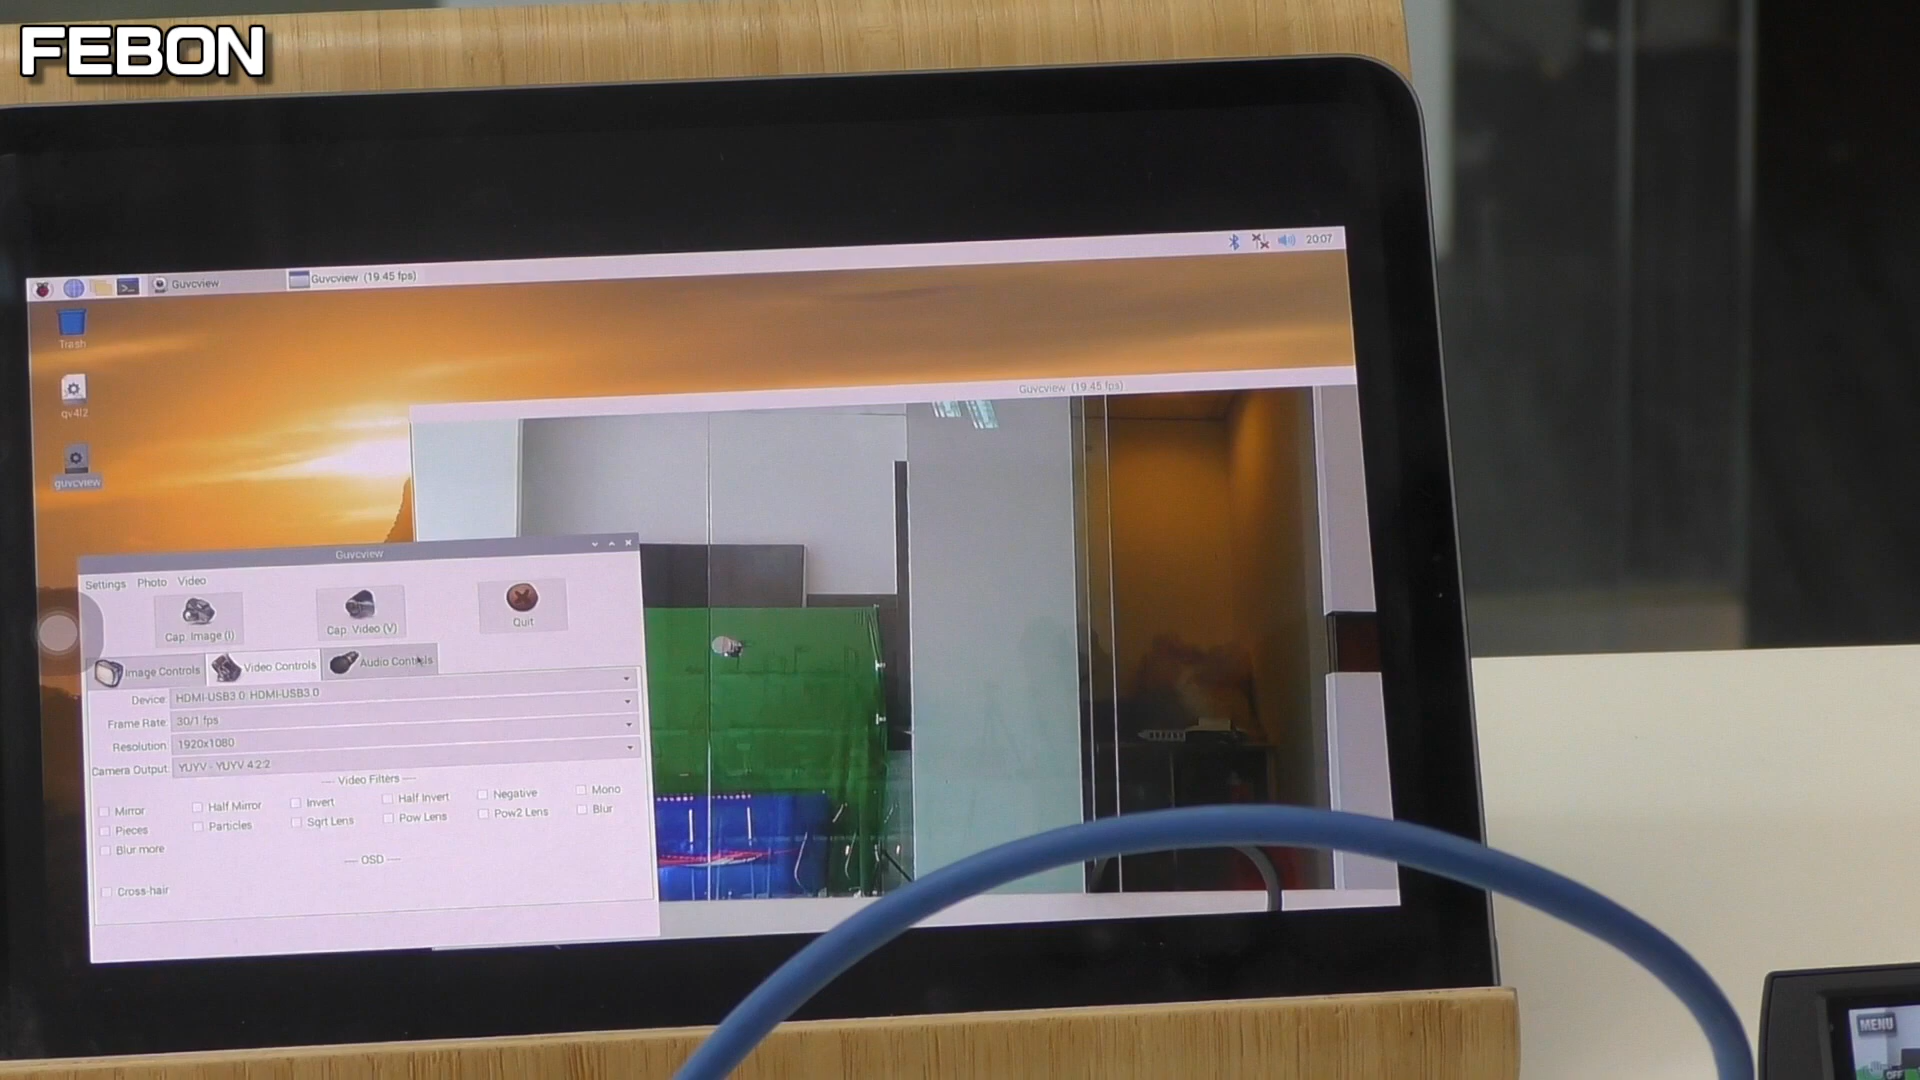 FEBON
Guvcview
Guvcview (19.45 fps)
20:07
Trash
qv4l2
guvcview
Guvcview (19.45 fps)
Guvcview
Settings Photo Video
Cap. Image (I)
Cap. Video (V)
Quit
Image Controls
Video Controls
Audio Controls
Device: HDMI-USB3.0: HDMI-USB3.0
Frame Rate: 30/1 fps
Resolution: 1920x1080
Camera Output: YUYV - YUYV 4:2:2
---- Video Filters ----
Mirror Half Mirror Invert Half Invert Negative Mono
Pieces Particles Sqrt Lens Pow Lens Pow2 Lens Blur
Blur more
---- OSD ----
Cross-hair
MENU
OFF